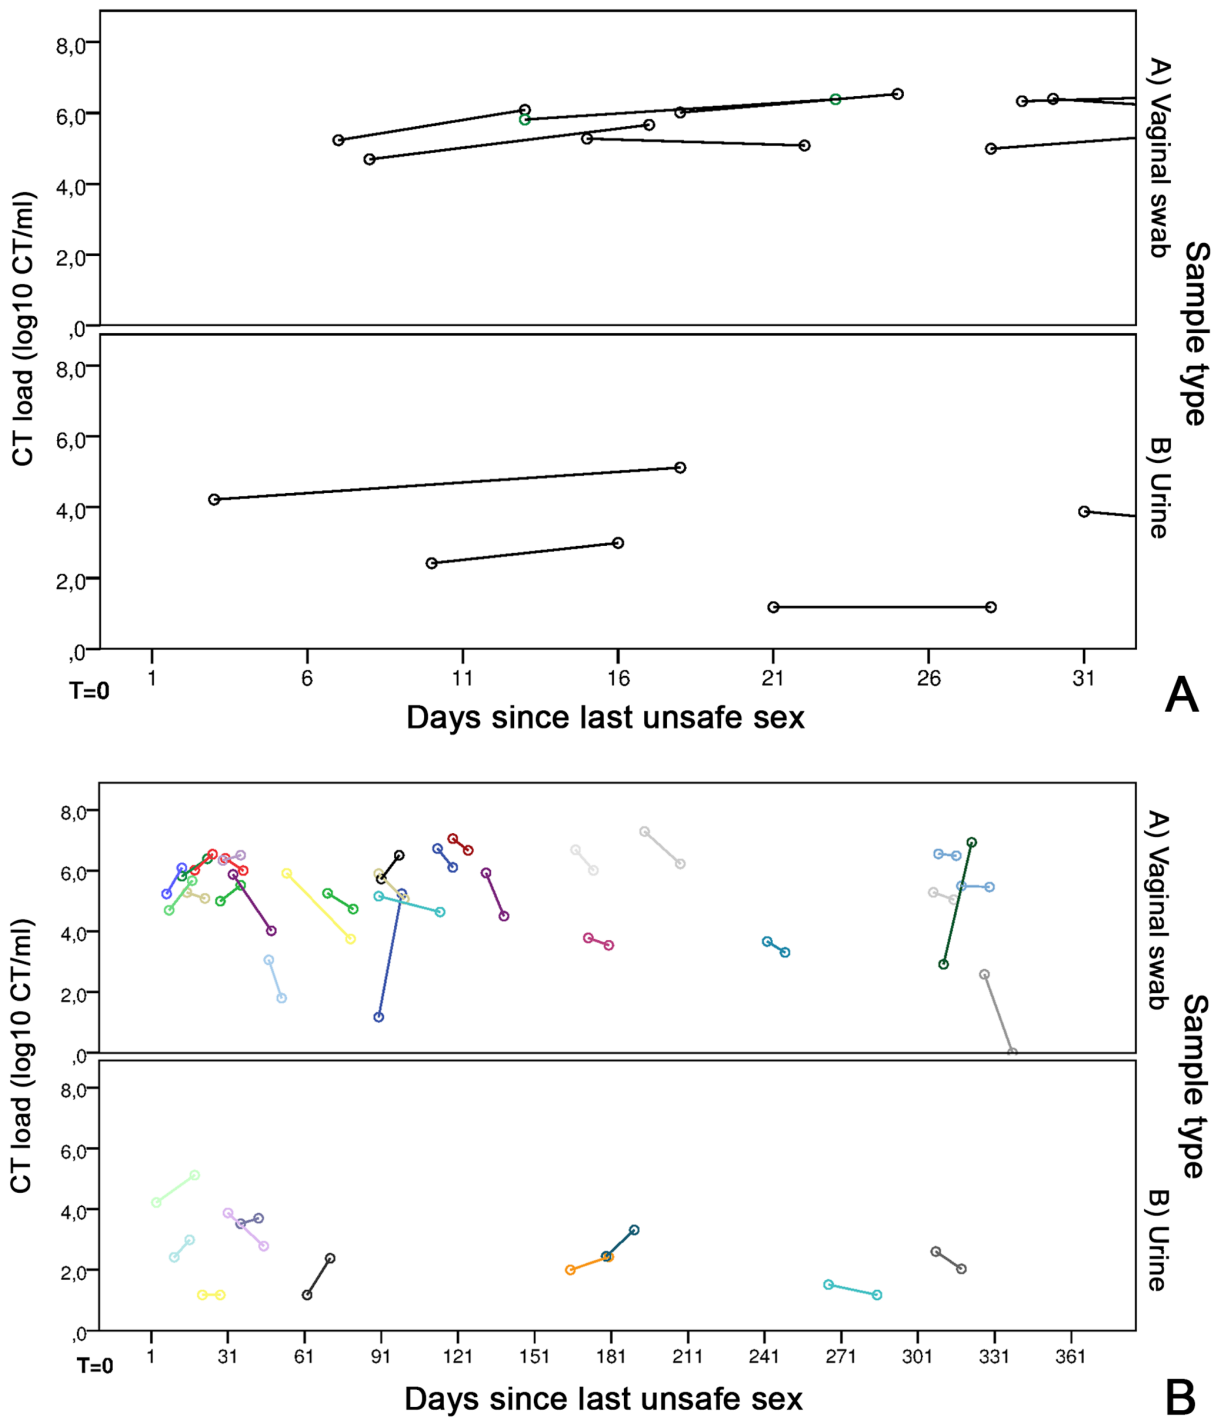 8,0
6,0
4,0
2,0
,0
A) Vaginal swab
CT load (log10 CT/ml)
Sample type
8,0
6,0
4,0
2,0
,0
B) Urine
1 6 11 16 21 26 31
T=0
Days since last unsafe sex
A
8,0
6,0
4,0
2,0
,0
A) Vaginal swab
CT load (log10 CT/ml)
Sample type
8,0
6,0
4,0
2,0
,0
B) Urine
1 31 61 91 121 151 181 211 241 271 301 331 361
T=0
Days since last unsafe sex
B